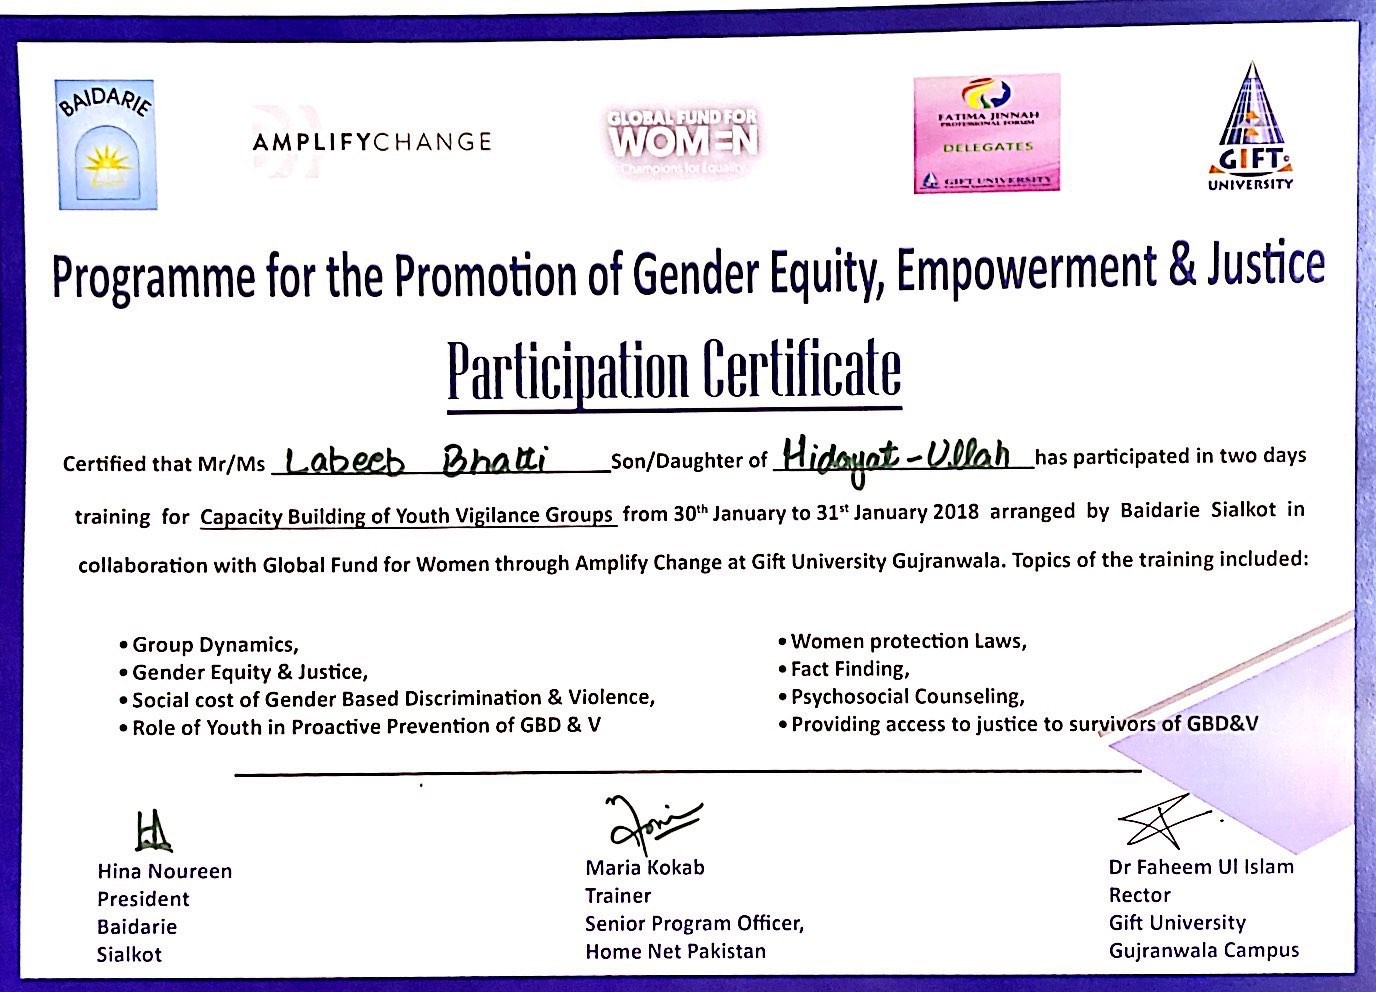 BAIDARIE
AMPLIFYCHANGE
GLOBAL FUND FOR
WOMEN
Champions for Equality
FATIMA JINNAH
PROFESSIONAL FORUM
DELEGATES
GIFT UNIVERSITY
GIFT
UNIVERSITY
Programme for the Promotion of Gender Equity, Empowerment & Justice
Participation Certificate
Certified that Mr/Ms Labeeb Bhatti Son/Daughter of Hidayat-Ullah has participated in two days
training for Capacity Building of Youth Vigilance Groups from 30th January to 31st January 2018 arranged by Baidarie Sialkot in
collaboration with Global Fund for Women through Amplify Change at Gift University Gujranwala. Topics of the training included:
• Group Dynamics,
• Gender Equity & Justice,
• Social cost of Gender Based Discrimination & Violence,
• Role of Youth in Proactive Prevention of GBD & V
• Women protection Laws,
• Fact Finding,
• Psychosocial Counseling,
• Providing access to justice to survivors of GBD&V
Hina Noureen
President
Baidarie
Sialkot
Maria Kokab
Trainer
Senior Program Officer,
Home Net Pakistan
Dr Faheem Ul Islam
Rector
Gift University
Gujranwala Campus